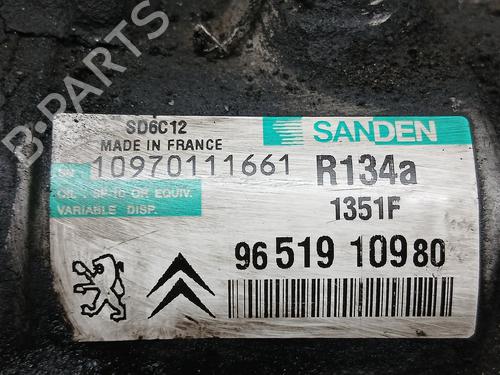 B-PARTS
SD6C12
MADE IN FRANCE
SANDEN
10970111661
R134a
OIL : SP-10 OR EQUIV.
VARIABLE DISP.
1351F
96 519 109 80